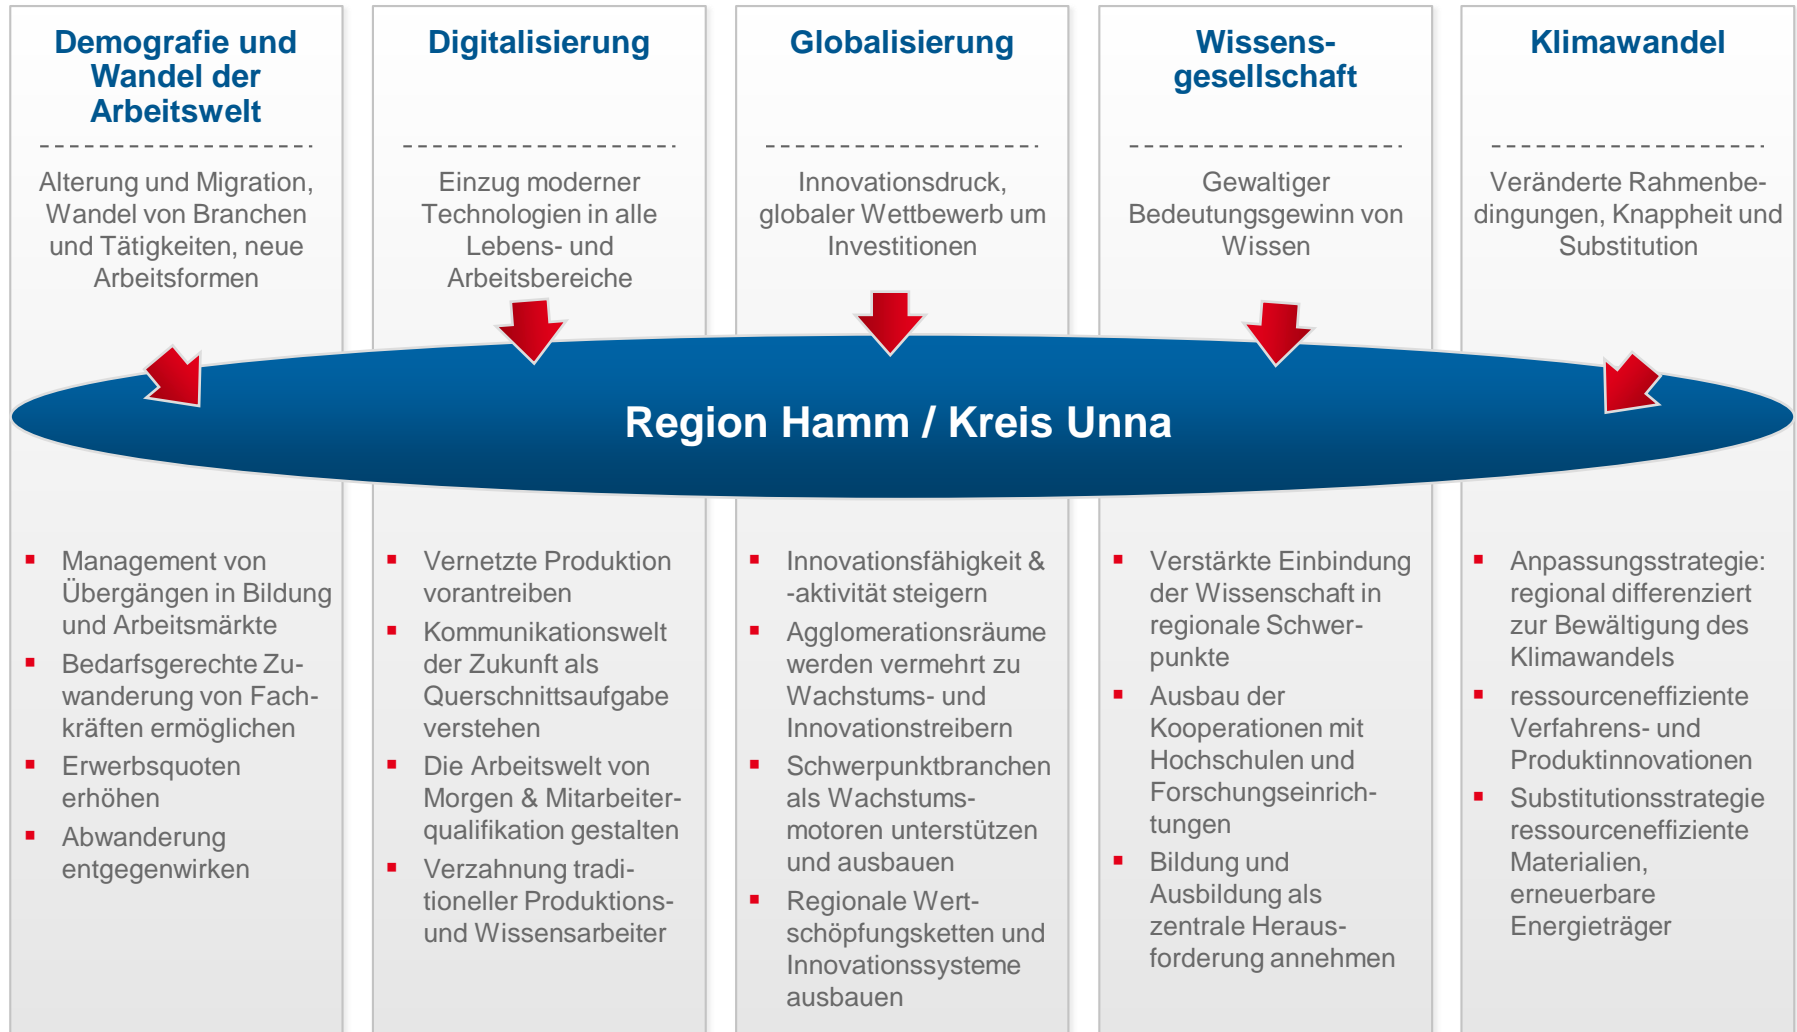 Demografie und
Wandel der
Arbeitswelt
Alterung und Migration,
Wandel von Branchen
und Tätigkeiten, neue
Arbeitsformen
Digitalisierung
Einzug moderner
Technologien in alle
Lebens- und
Arbeitsbereiche
Globalisierung
Innovationsdruck,
globaler Wettbewerb um
Investitionen
Wissens-
gesellschaft
Gewaltiger
Bedeutungsgewinn von
Wissen
Klimawandel
Veränderte Rahmenbe-
dingungen, Knappheit und
Substitution
Region Hamm / Kreis Unna
▪ Management von
Übergängen in Bildung
und Arbeitsmärkte
▪ Bedarfsgerechte Zu-
wanderung von Fach-
kräften ermöglichen
▪ Erwerbsquoten
erhöhen
▪ Abwanderung
entgegenwirken
▪ Vernetzte Produktion
vorantreiben
▪ Kommunikationswelt
der Zukunft als
Querschnittsaufgabe
verstehen
▪ Die Arbeitswelt von
Morgen & Mitarbeiter-
qualifikation gestalten
▪ Verzahnung tradi-
tioneller Produktions-
und Wissensarbeiter
▪ Innovationsfähigkeit &
-aktivität steigern
▪ Agglomerationsräume
werden vermehrt zu
Wachstums- und
Innovationstreibern
▪ Schwerpunktbranchen
als Wachstums-
motoren unterstützen
und ausbauen
▪ Regionale Wert-
schöpfungsketten und
Innovationssysteme
ausbauen
▪ Verstärkte Einbindung
der Wissenschaft in
regionale Schwer-
punkte
▪ Ausbau der
Kooperationen mit
Hochschulen und
Forschungseinrich-
tungen
▪ Bildung und
Ausbildung als
zentrale Heraus-
forderung annehmen
▪ Anpassungsstrategie:
regional differenziert
zur Bewältigung des
Klimawandels
▪ ressourceneffiziente
Verfahrens- und
Produktinnovationen
▪ Substitutionsstrategie
ressourceneffiziente
Materialien,
erneuerbare
Energieträger